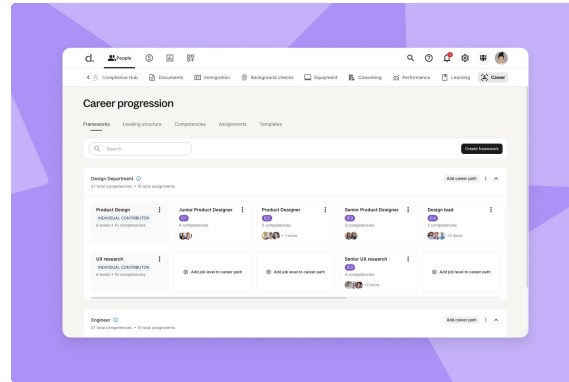 d. People
Compliance Hub Documents Immigration Background checks Equipment Coworking Performance Learning Career
Career progression
Frameworks Leveling structure Competencies Assignments Templates
Search Create framework
Design Department Add career path
27 total competencies • 15 total assignments
Product Design Junior Product Designer Product Designer Senior Product Designer Design lead
INDIVIDUAL CONTRIBUTOR
6 levels • 15 competencies 4 competencies 5 competencies 3 competencies 2 competencies
+ 1 more +2 more
UX research Senior UX research
INDIVIDUAL CONTRIBUTOR
6 levels • 15 competencies Add job level to career path Add job level to career path 4 competencies Add job level to career path
+2 more
Engineer Add career path
27 total competencies • 15 total assignments